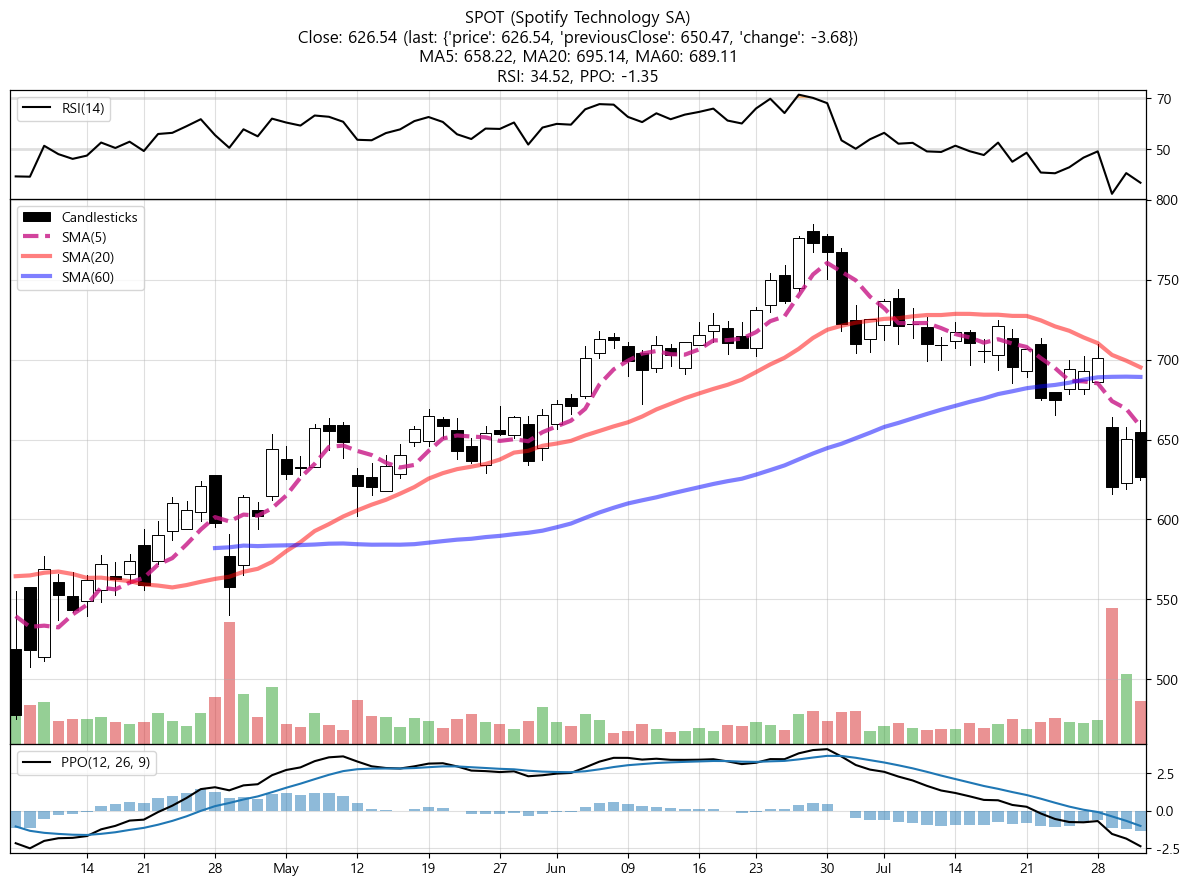 SPOT (Spotify Technology SA)
Close: 626.54 (last: {'price': 626.54, 'previousClose': 650.47, 'change': -3.68})
MA5: 658.22, MA20: 695.14, MA60: 689.11
RSI: 34.52, PPO: -1.35
RSI(14)
70
50
800
Candlesticks
SMA(5)
SMA(20)
SMA(60)
750
700
650
600
550
500
PPO(12, 26, 9)
2.5
0.0
-2.5
14 21 28 May 12 19 27 Jun 09 16 23 30 Jul 14 21 28